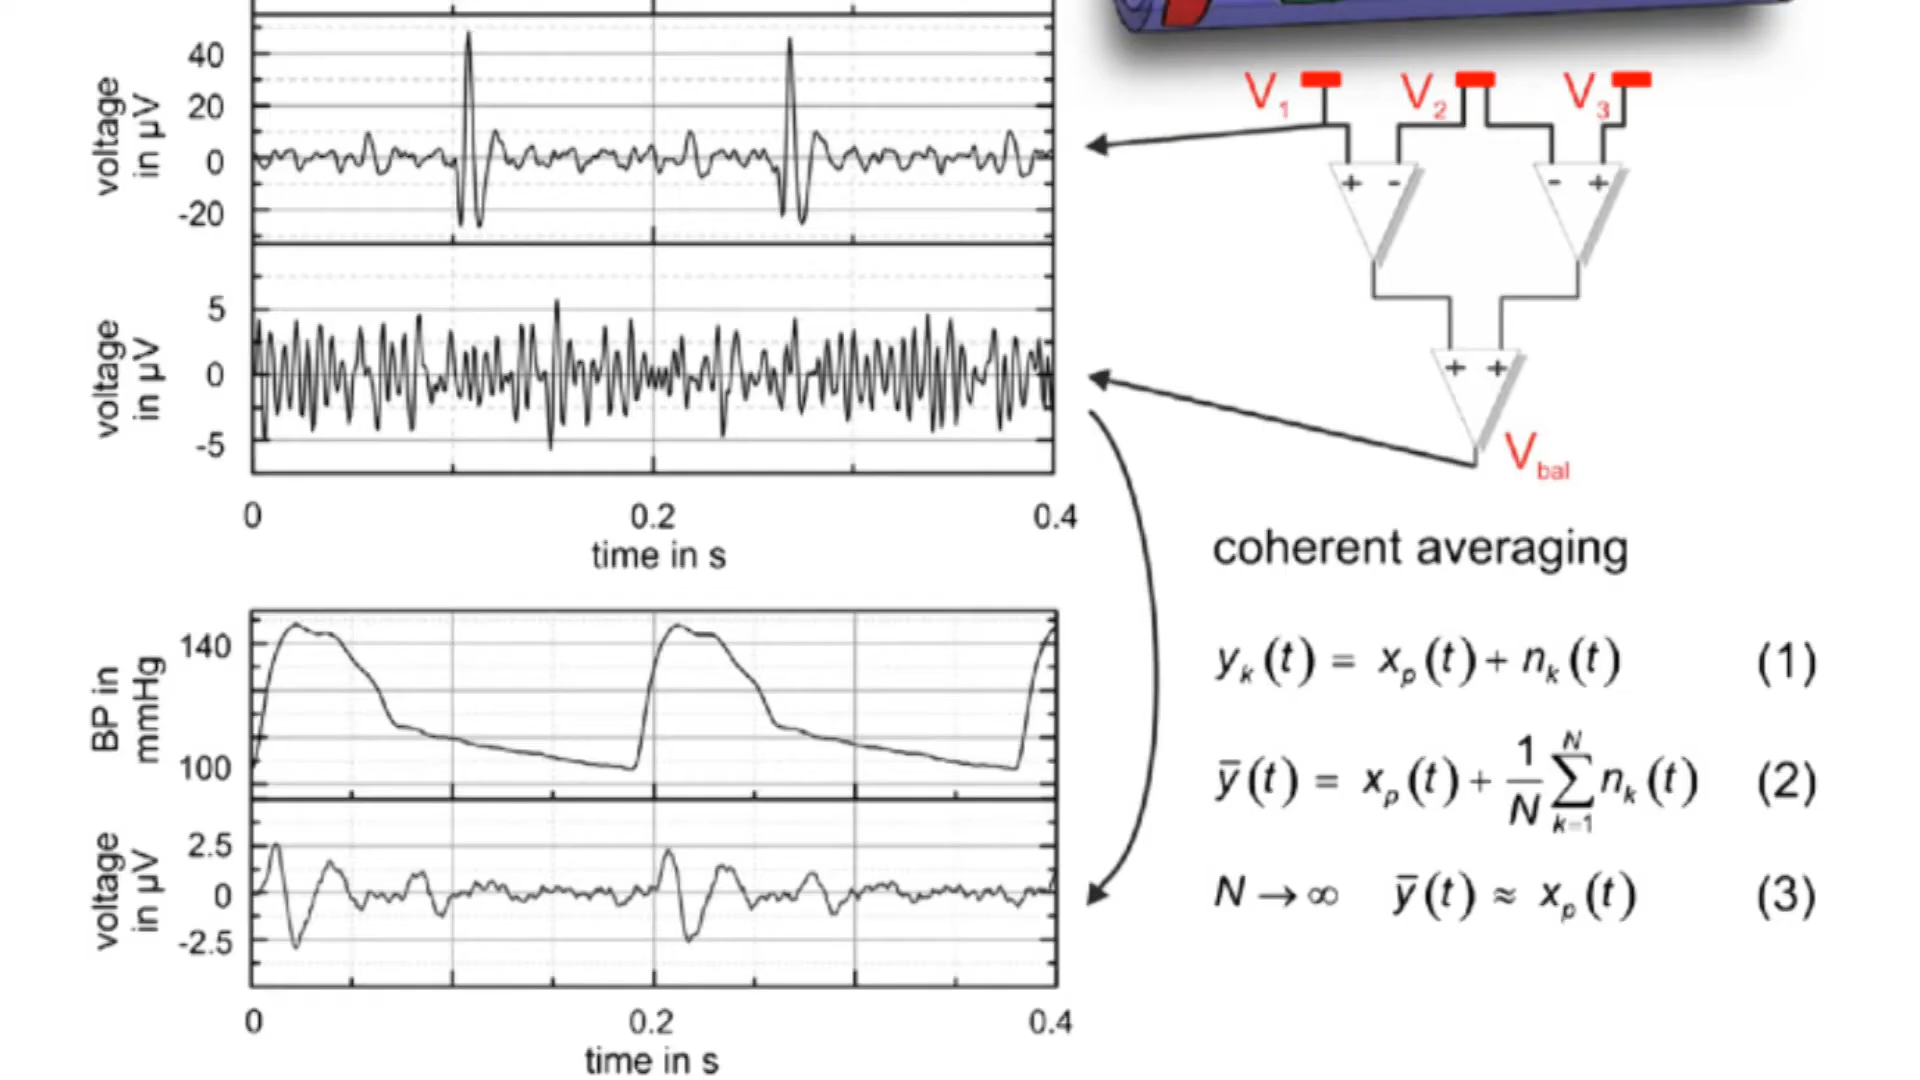 voltage
in µV
40
20
0
-20
voltage
in µV
5
0
-5
0 0.2 0.4
time in s
BP in
mmHg
140
100
voltage
in µV
2.5
0
-2.5
0 0.2 0.4
time in s
V1 V2 V3
+ - - +
+ +
Vbal
coherent averaging
yk(t) = xp(t) + nk(t) (1)
ȳ(t) = xp(t) + 1/N ∑k=1N nk(t) (2)
N → ∞ ȳ(t) ≈ xp(t) (3)